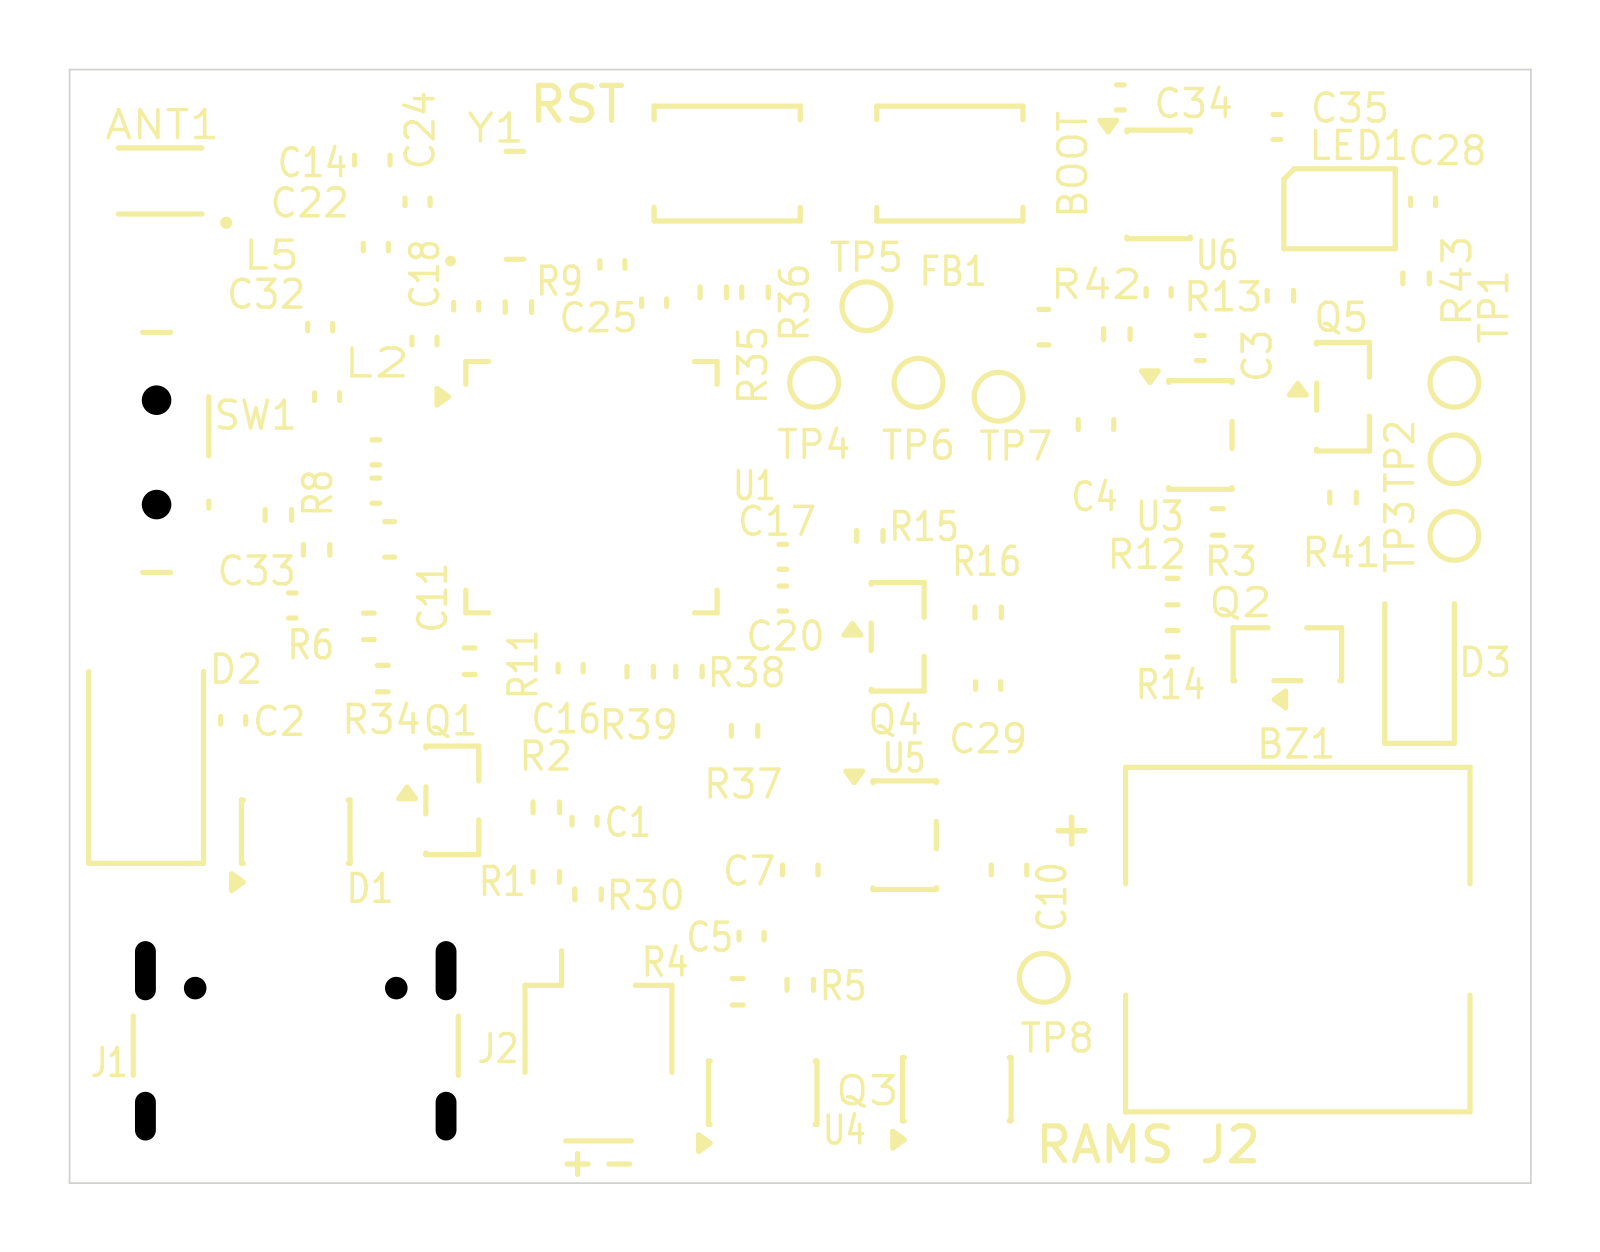 RST
C34
C35
ANT1
C24
Y1
BOOT
LED1
C28
C14
C22
L5
C18
R9
TP5
FB1
U6
R42
R13
R43
TP1
C32
C25
R36
Q5
C3
L2
R35
SW1
TP4
TP6
TP7
TP2
R8
U1
C4
C17
R15
U3
TP3
C33
C11
R16
R12
R3
R41
Q2
R6
C20
D2
R11
R38
R14
D3
C2
R34
Q1
C16
R39
Q4
C29
BZ1
R2
U5
R37
C1
+
D1
R1
R30
C7
C10
C5
R4
R5
J1
J2
TP8
Q3
U4
RAMS J2
+ -